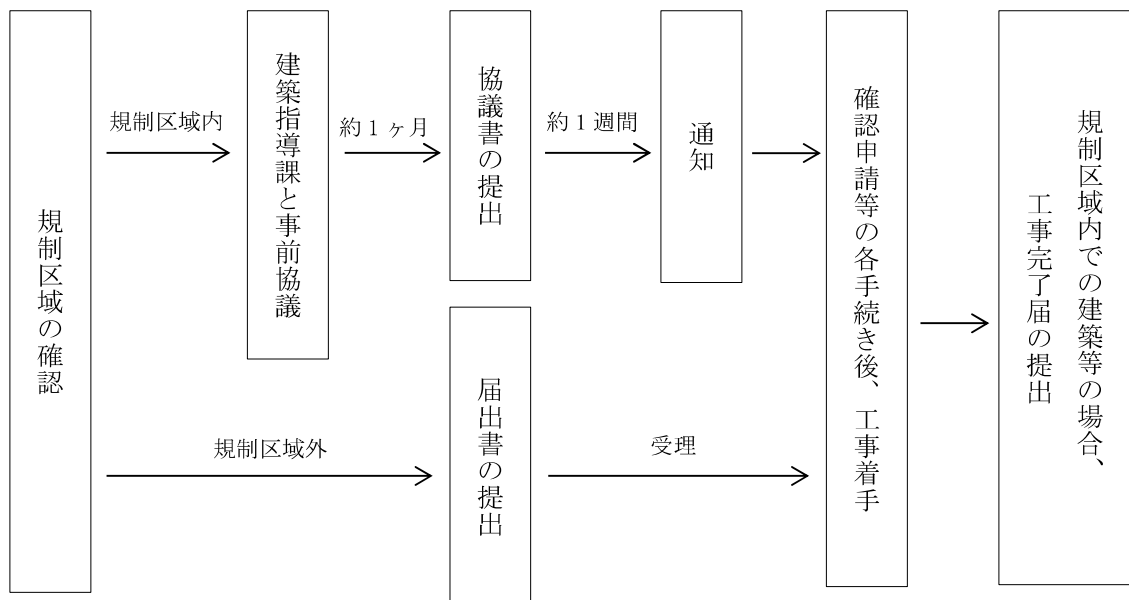 規制区域の確認
規制区域内
建築指導課と事前協議
約１ヶ月
協議書の提出
約１週間
通知
規制区域外
届出書の提出
受理
確認申請等の各手続き後、工事着手
規制区域内での建築等の場合、
工事完了届の提出